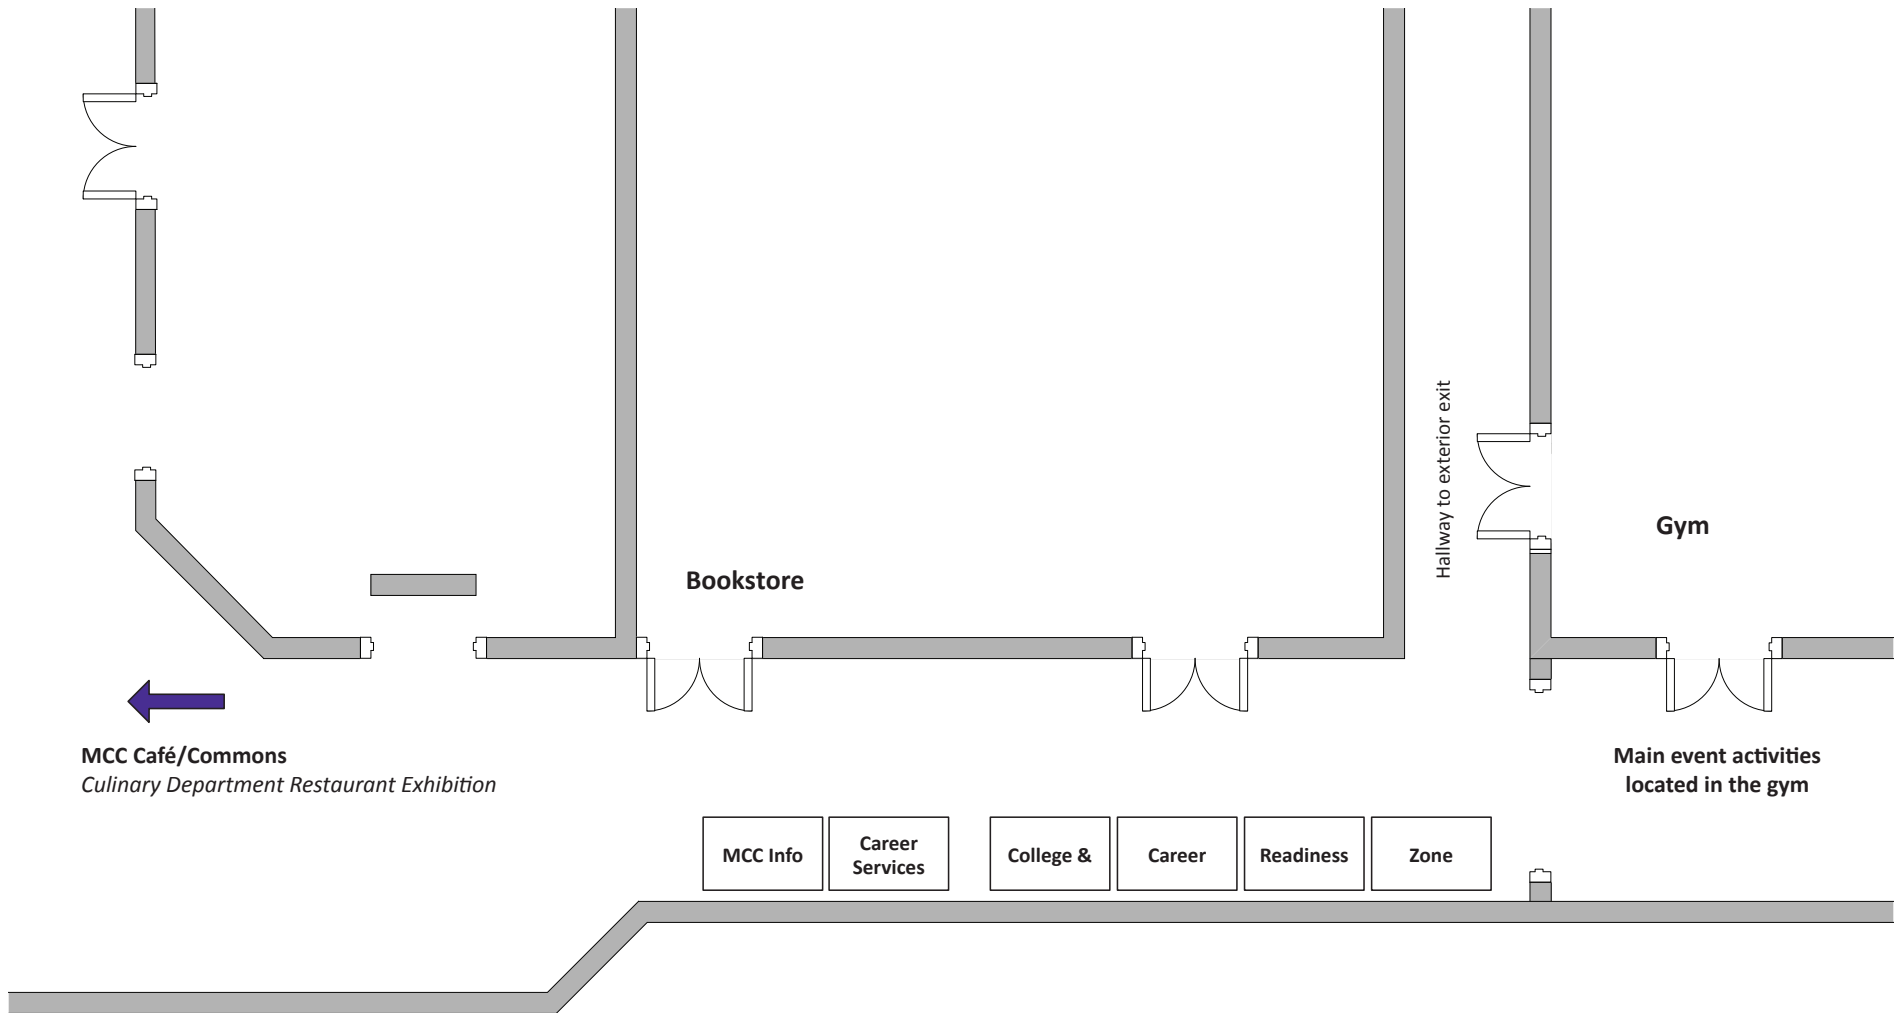 Hallway to exterior exit
Gym
Bookstore
MCC Café/Commons
Culinary Department Restaurant Exhibition
Main event activities
located in the gym
MCC Info
Career
Services
College &
Career
Readiness
Zone